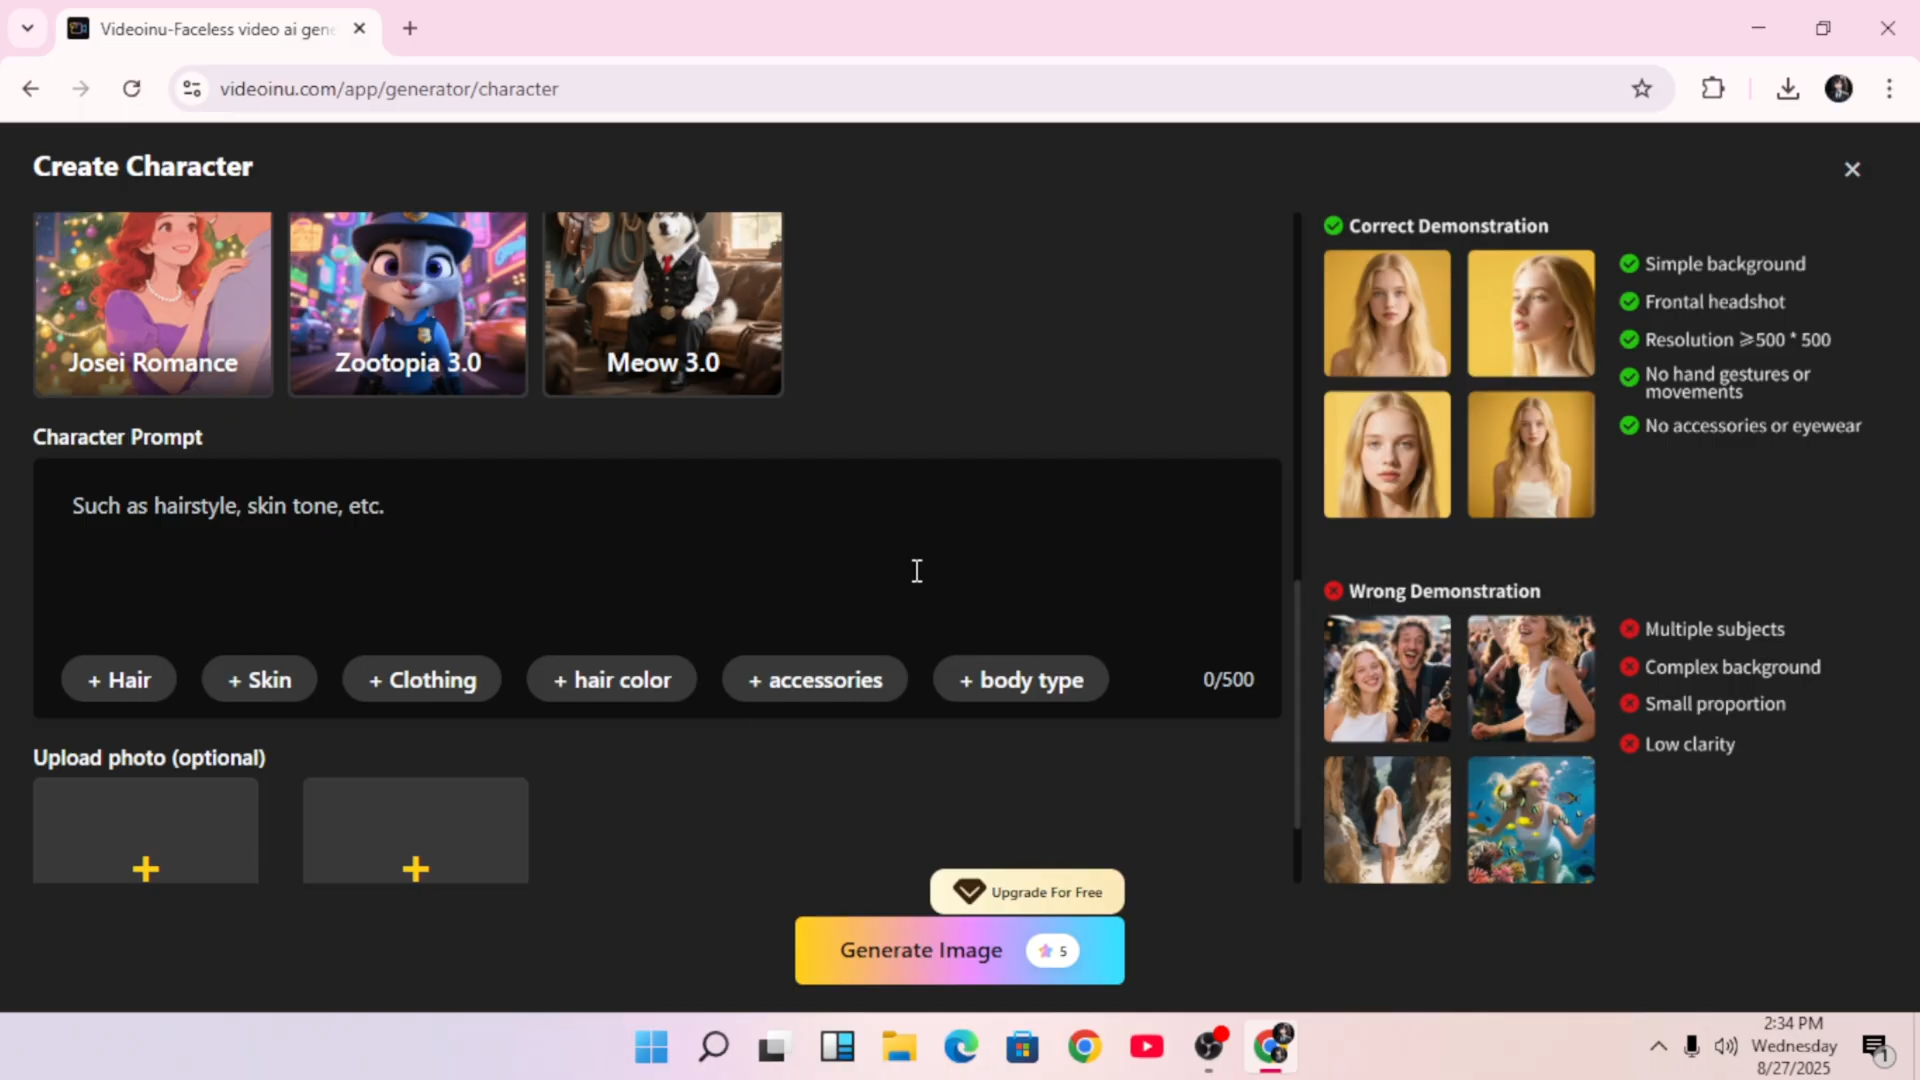 Videoinu-Faceless video ai gene
videoinu.com/app/generator/character
Create Character
Josei Romance
Zootopia 3.0
Meow 3.0
Character Prompt
Such as hairstyle, skin tone, etc.
+ Hair
+ Skin
+ Clothing
+ hair color
+ accessories
+ body type
0/500
Upload photo (optional)
+
+
Upgrade For Free
Generate Image
5
Correct Demonstration
Simple background
Frontal headshot
Resolution ⩾500 * 500
No hand gestures or
movements
No accessories or eyewear
Wrong Demonstration
Multiple subjects
Complex background
Small proportion
Low clarity
2:34 PM
Wednesday
8/27/2025
1